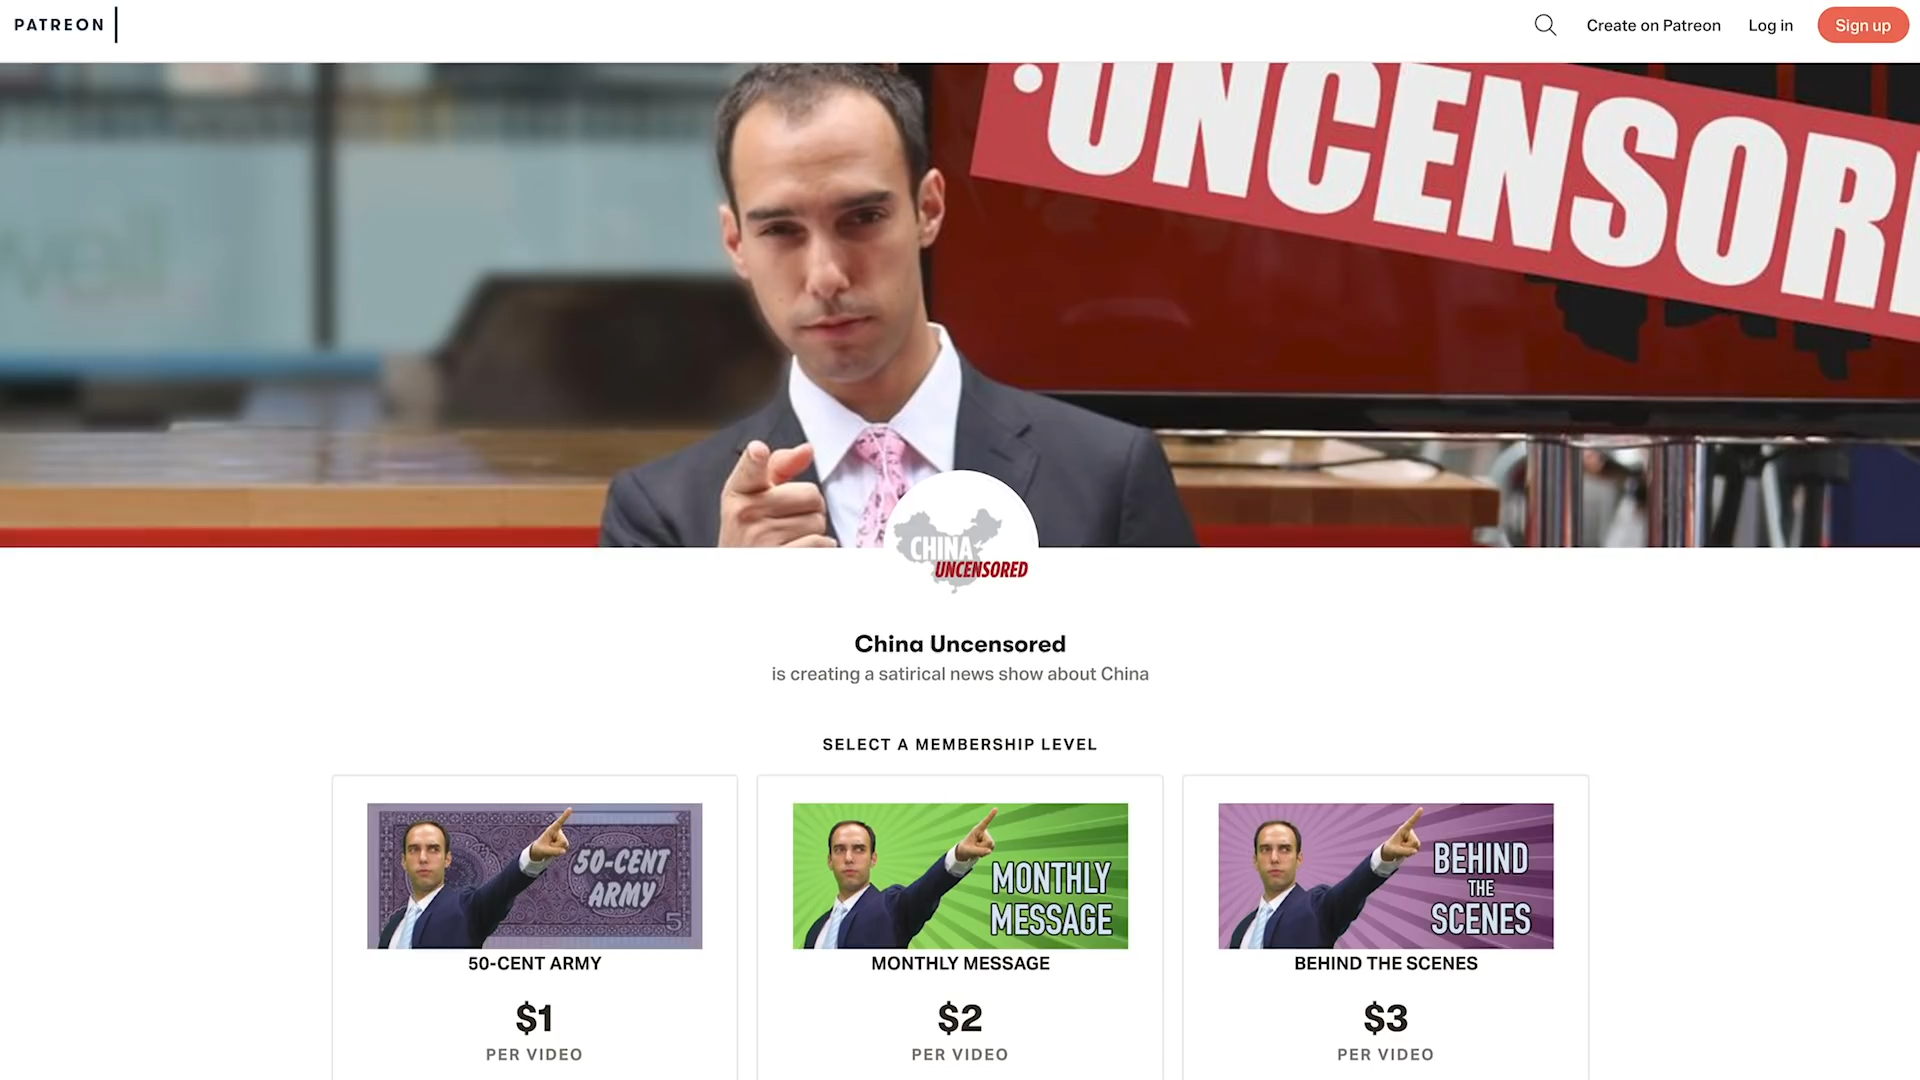 PATREON
Create on Patreon
Log in
Sign up
UNCENSOR
CHINA
UNCENSORED
China Uncensored
is creating a satirical news show about China
SELECT A MEMBERSHIP LEVEL
50-CENT
ARMY
5
50-CENT ARMY
$1
PER VIDEO
MONTHLY
MESSAGE
MONTHLY MESSAGE
$2
PER VIDEO
BEHIND
THE
SCENES
BEHIND THE SCENES
$3
PER VIDEO